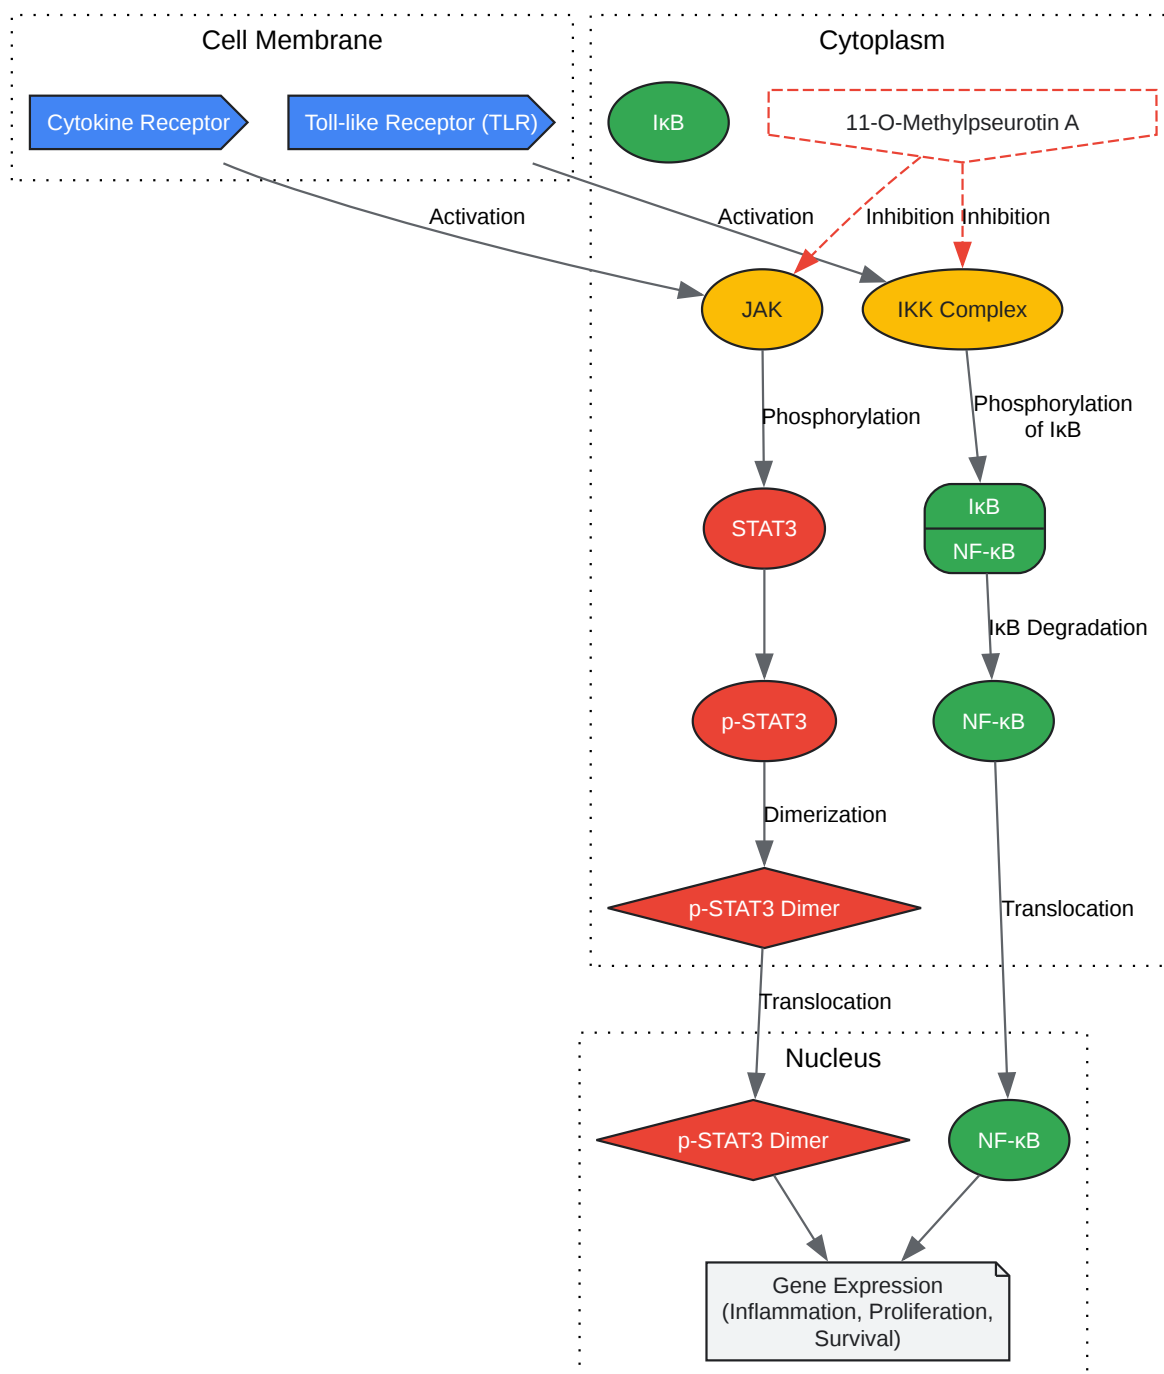 Cell Membrane
Cytoplasm
Cytokine Receptor
Toll-like Receptor (TLR)
IκB
11-O-Methylpseurotin A
Activation
Activation
Inhibition
Inhibition
JAK
IKK Complex
Phosphorylation
Phosphorylation
of IκB
STAT3
IκB
NF-κB
IκB Degradation
p-STAT3
NF-κB
Dimerization
p-STAT3 Dimer
Translocation
Translocation
Nucleus
p-STAT3 Dimer
NF-κB
Gene Expression
(Inflammation, Proliferation,
Survival)